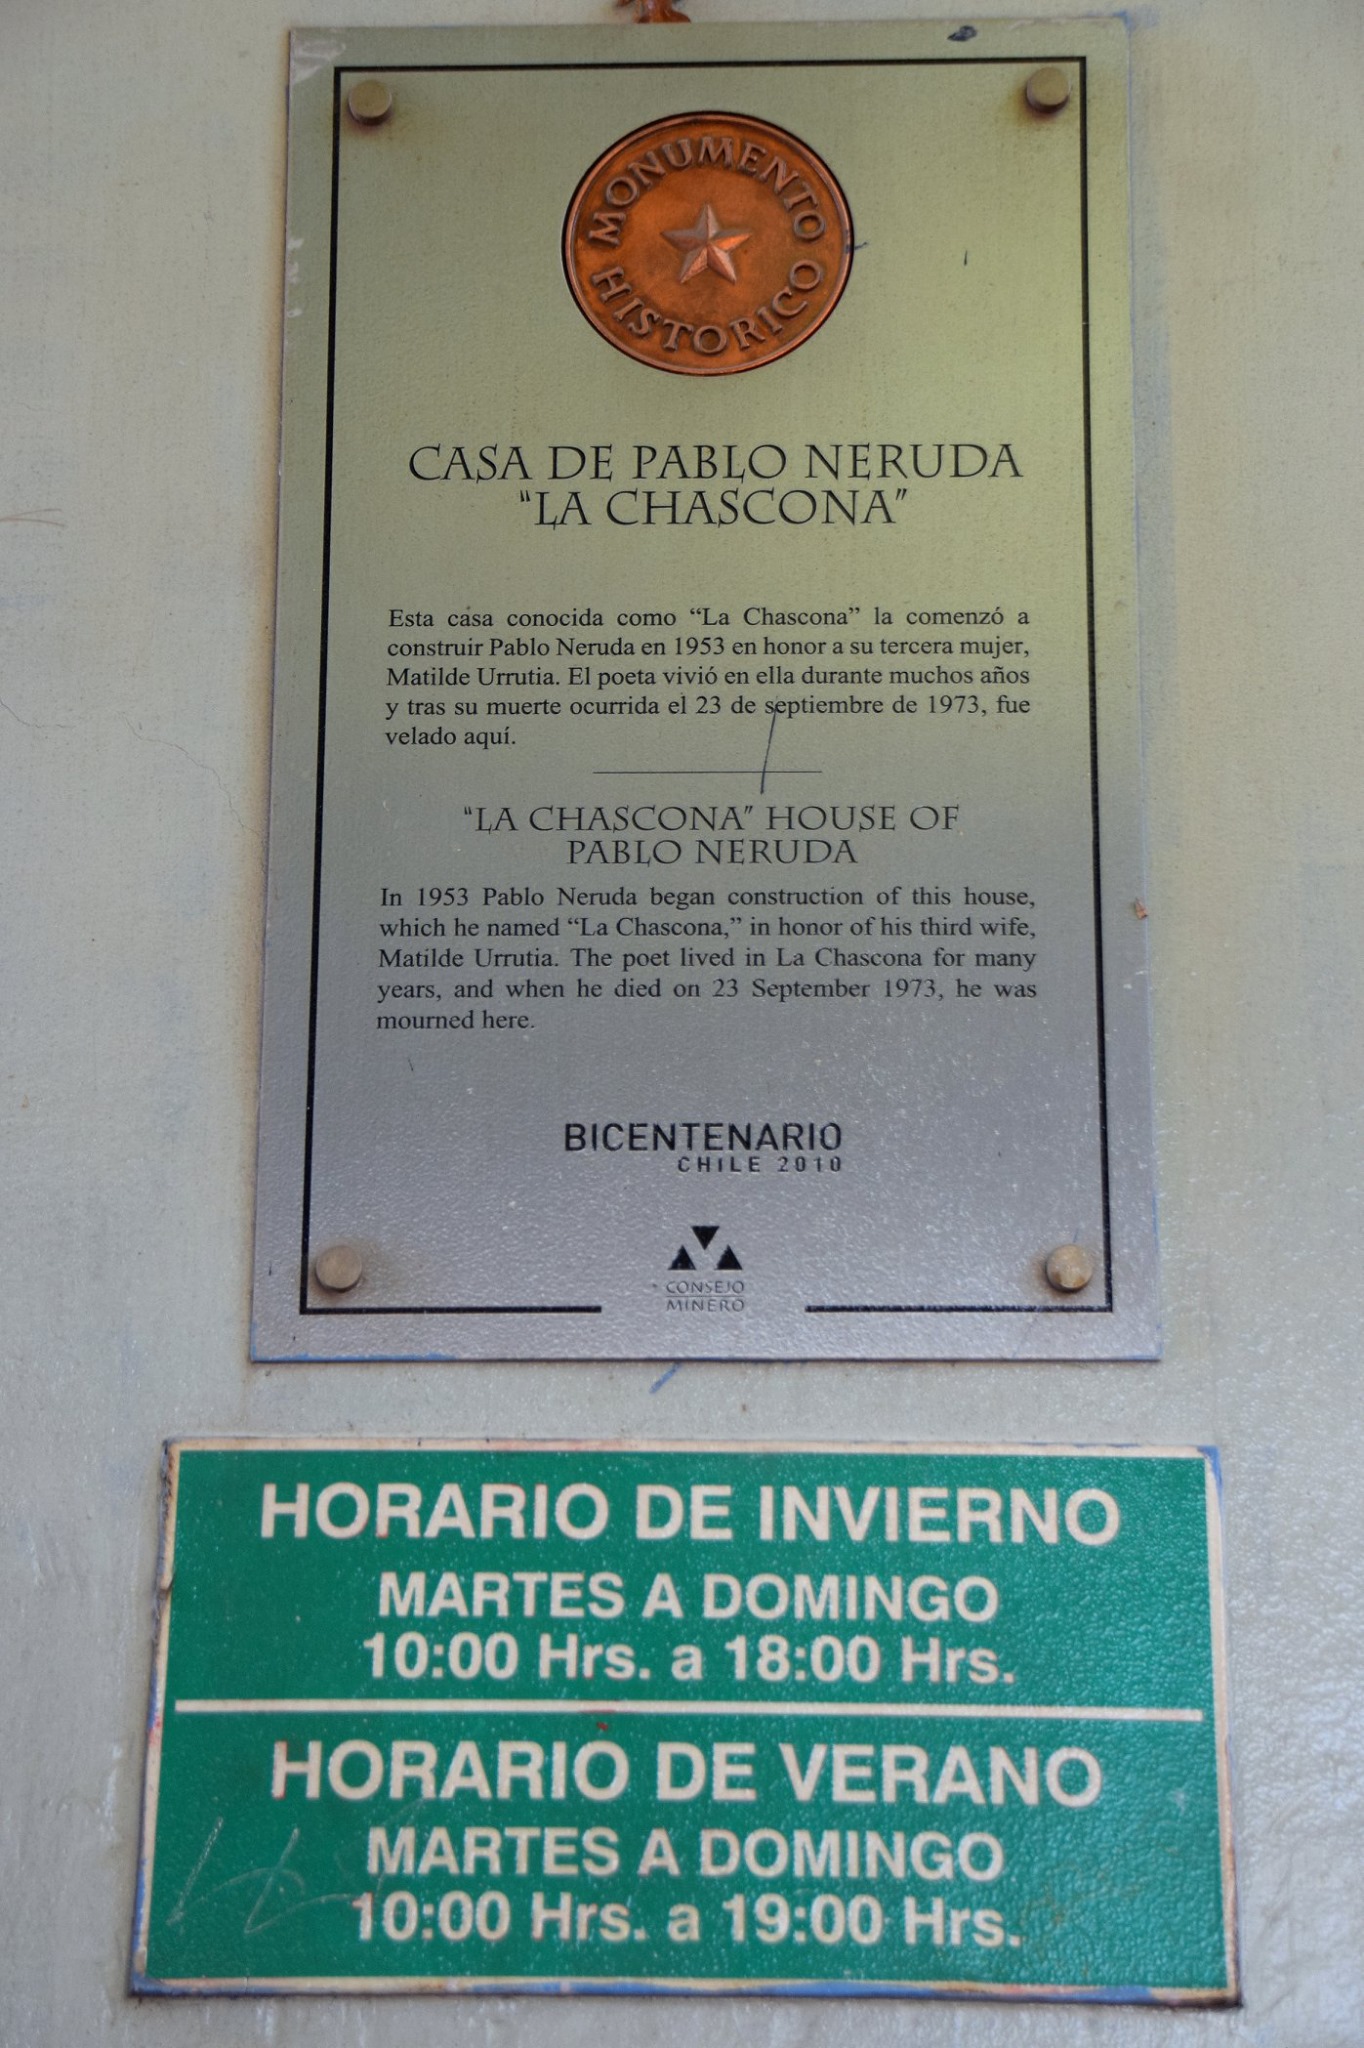 MONUMENTO
HISTORICO
CASA DE PABLO NERUDA
"LA CHASCONA"
Esta casa conocida como “La Chascona” la comenzó a
construir Pablo Neruda en 1953 en honor a su tercera mujer,
Matilde Urrutia. El poeta vivió en ella durante muchos años
y tras su muerte ocurrida el 23 de septiembre de 1973, fue
velado aquí.
"LA CHASCONA" HOUSE OF
PABLO NERUDA
In 1953 Pablo Neruda began construction of this house,
which he named “La Chascona,” in honor of his third wife,
Matilde Urrutia. The poet lived in La Chascona for many
years, and when he died on 23 September 1973, he was
mourned here.
BICENTENARIO
CHILE 2010
CONSEJO
MINERO
HORARIO DE INVIERNO
MARTES A DOMINGO
10:00 Hrs. a 18:00 Hrs.
HORARIO DE VERANO
MARTES A DOMINGO
10:00 Hrs. a 19:00 Hrs.